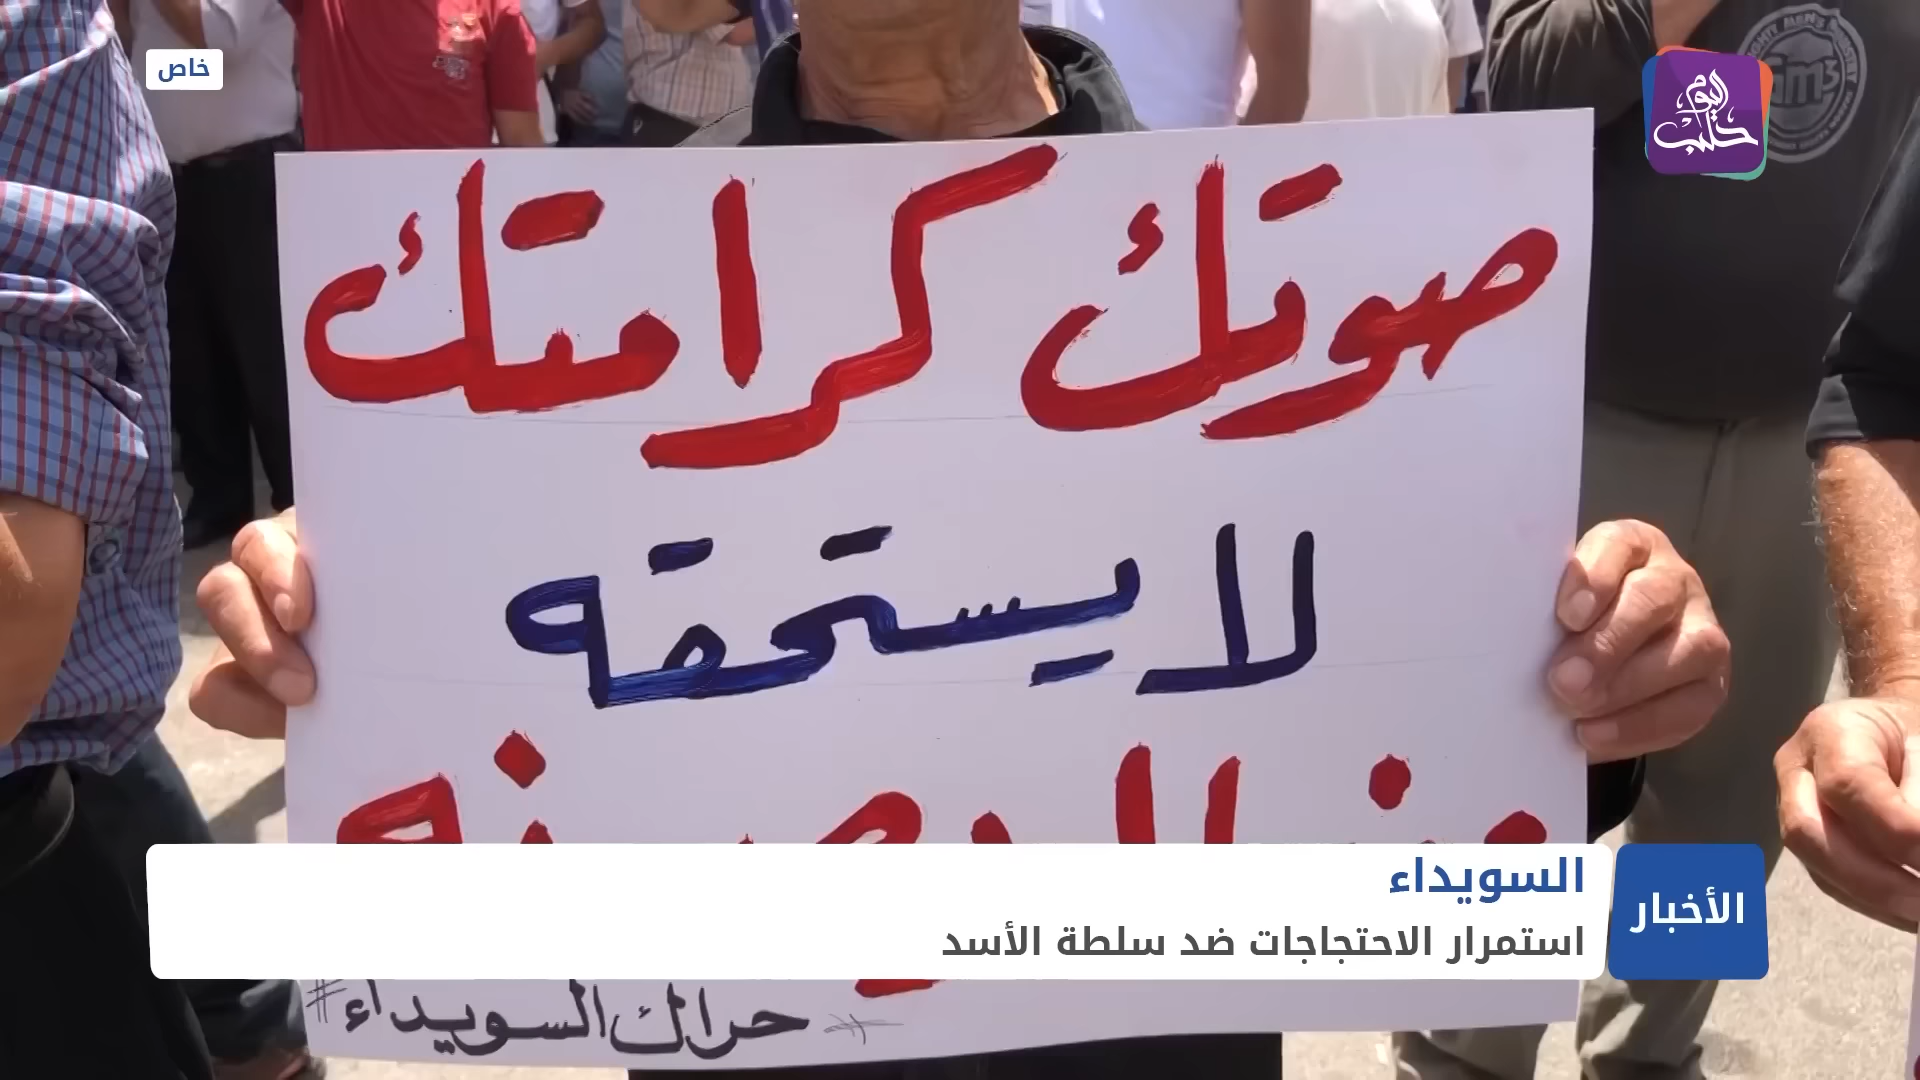 خاص
حلب اليوم
صوتك كرامتك
لا يستحقه
السويداء
استمرار الاحتجاجات ضد سلطة الأسد
الأخبار
# حراك السويداء #